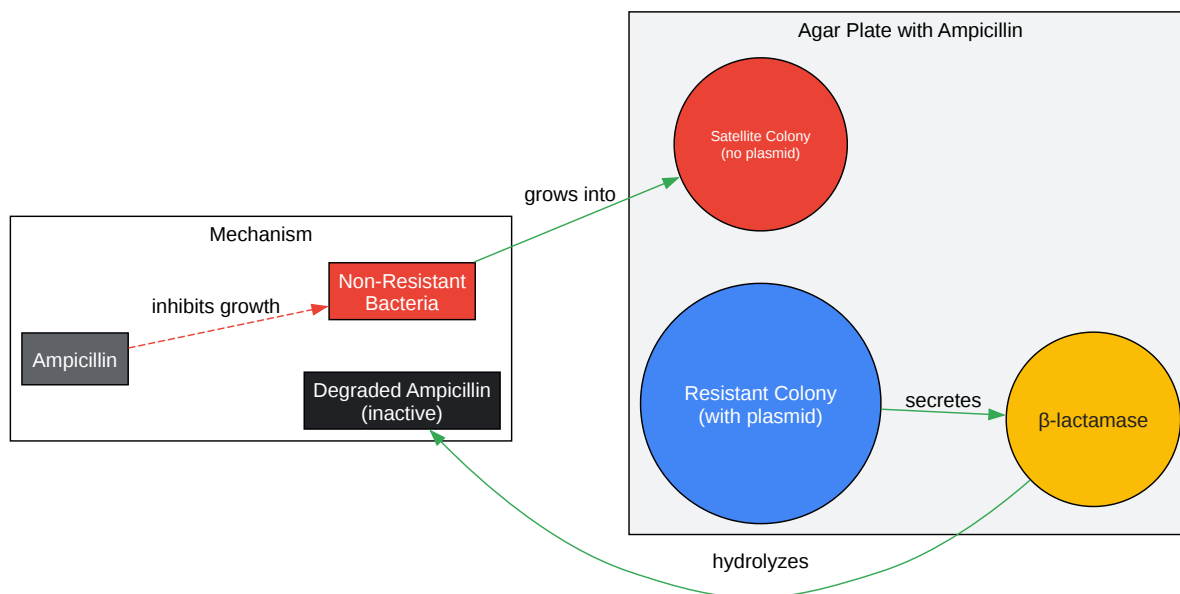 Agar Plate with Ampicillin
Satellite Colony
(no plasmid)
grows into
Mechanism
Non-Resistant
Bacteria
inhibits growth
Ampicillin
Degraded Ampicillin
(inactive)
Resistant Colony
(with plasmid)
secretes
β-lactamase
hydrolyzes